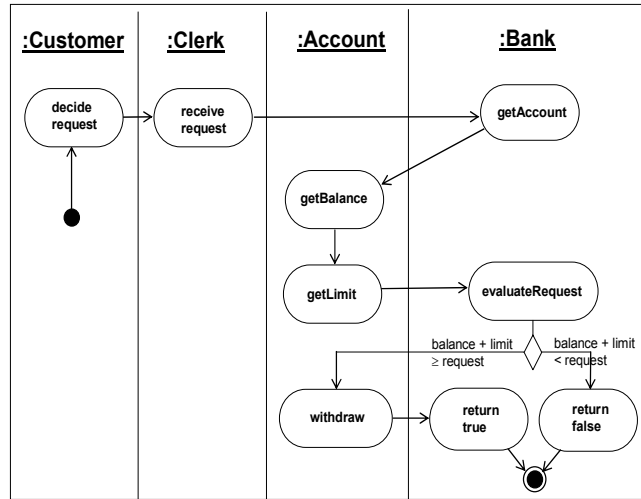 :Customer
:Clerk
:Account
:Bank
decide
request
receive
request
getAccount
getBalance
getLimit
evaluateRequest
balance + limit
≥ request
balance + limit
< request
withdraw
return
true
return
false